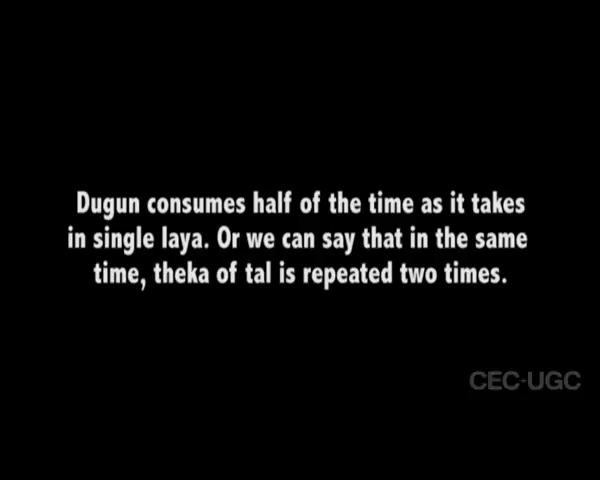 Dugun consumes half of the time as it takes
in single laya. Or we can say that in the same
time, theka of tal is repeated two times.
CEC-UGC